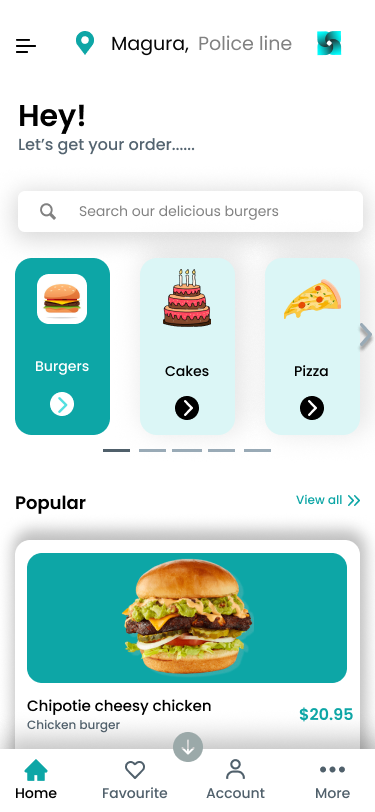 Magura, Police line
Hey!
Let's get your order......
Search our delicious burgers
Burgers
Cakes
Pizza
Popular
View all
Chipotie cheesy chicken
Chicken burger
$20.95
Home
Favourite
Account
More